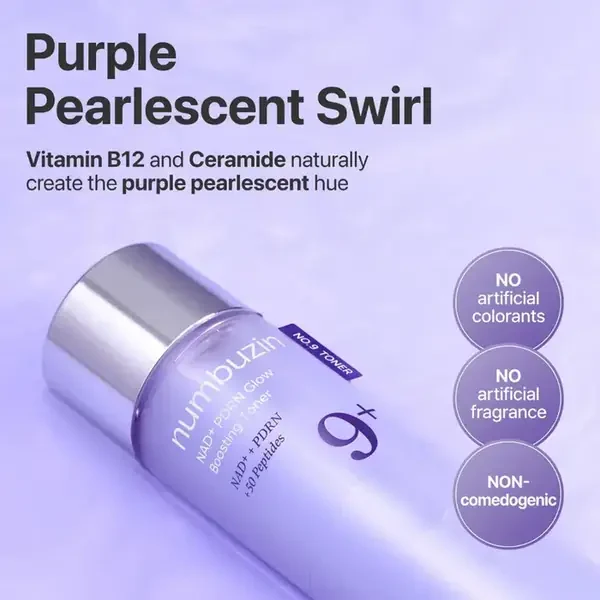 Purple
Pearlescent Swirl
Vitamin B12 and Ceramide naturally
create the purple pearlescent hue
NO
artificial
colorants
NO
artificial
fragrance
NON-
comedogenic
numbuzin
NAD+ PDRN Glow
Boosting Toner
NAD+ + PDRN
+50 Peptides
NO.9 TONER
9+